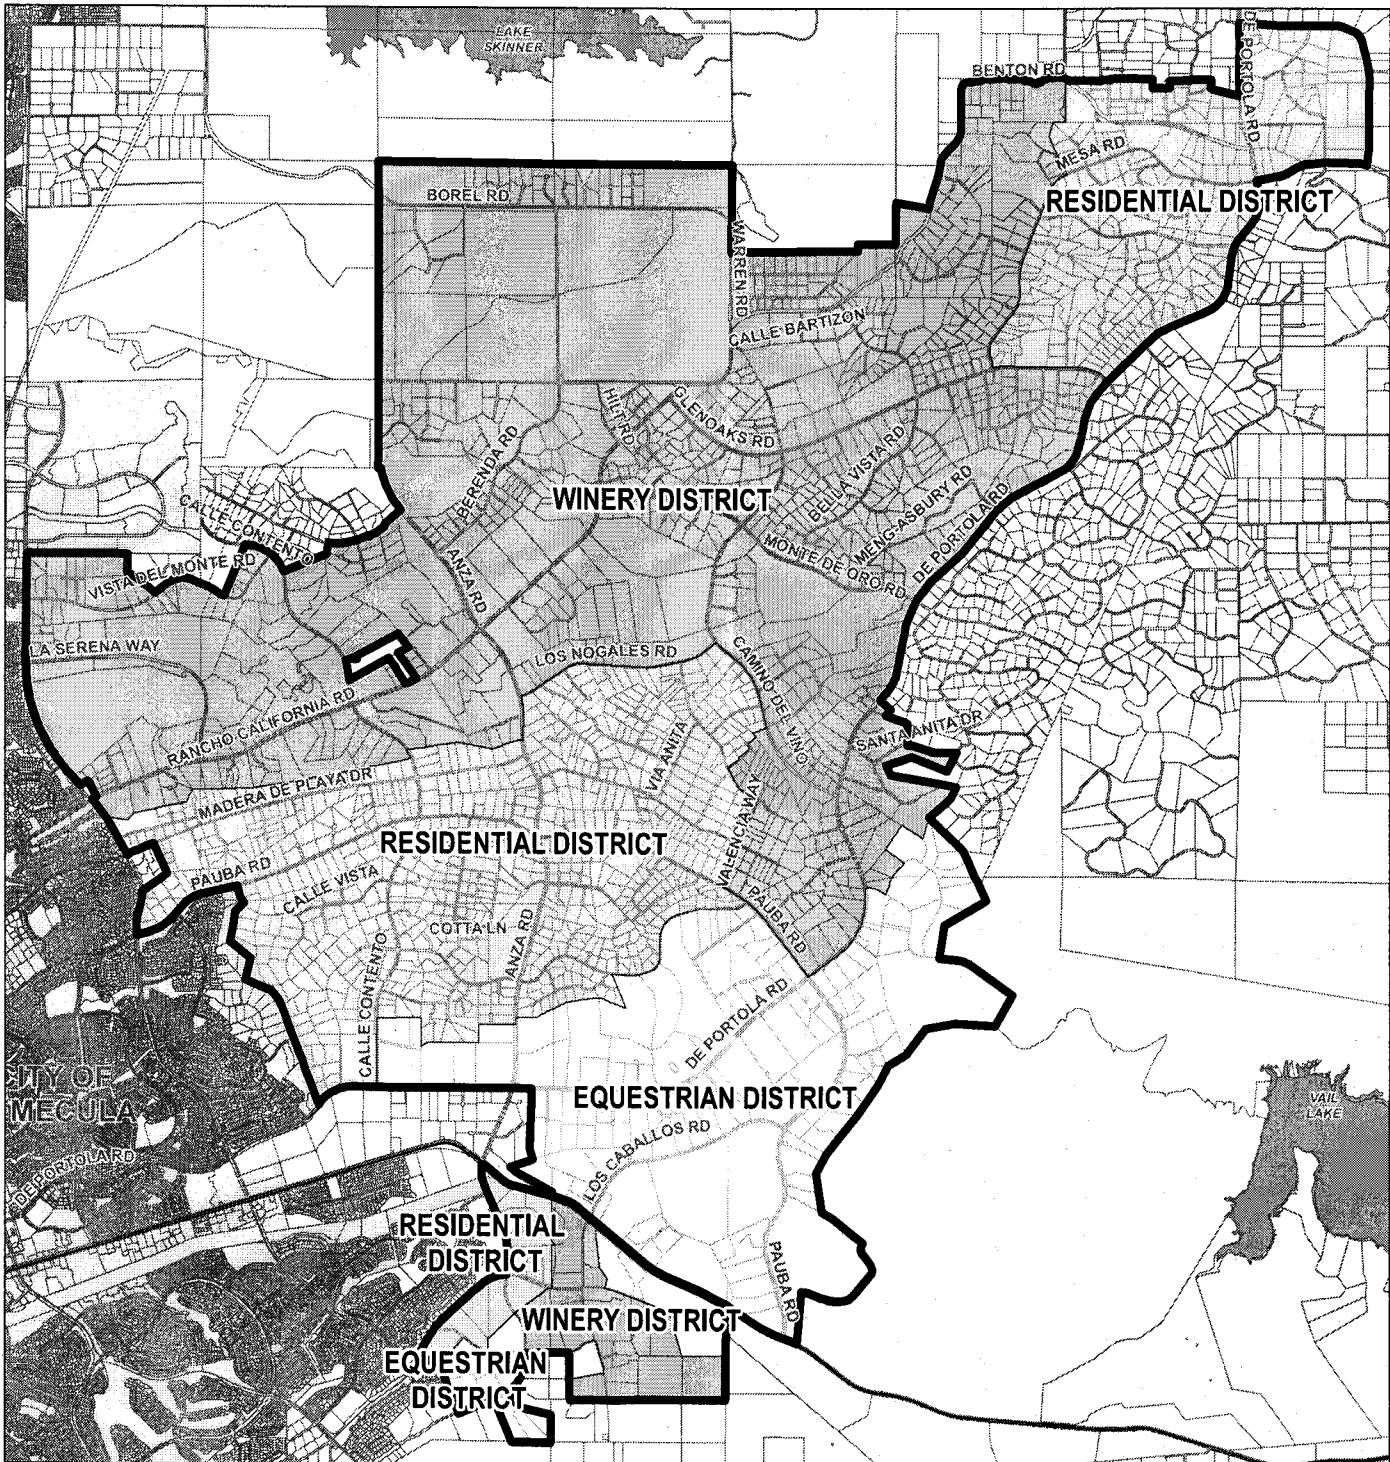 LAKE
SKINNER
DE PORTOLA RD
BENTON RD
MESA RD
RESIDENTIAL DISTRICT
BOREL RD
WARREN RD
CALLE BARTIZON
HILT RD
GLENOAKS RD
BERENDA RD
BELLA VISTA RD
WINERY DISTRICT
MENG ASBURY RD
CALLE CONTENTO
DE PORTOLA RD
MONTE DE ORO RD
VISTA DEL MONTE RD
ANZA RD
LA SERENA WAY
LOS NOGALES RD
CAMINO DEL VINO
RANCHO CALIFORNIA RD
SANTA ANITA DR
VIA ANITA
MADERA DE PLAYA DR
VALENCIA WAY
RESIDENTIAL DISTRICT
PAUBA RD
CALLE VISTA
PAUBA RD
COTTA LN
ANZA RD
CALLE CONTENTO
DE PORTOLA RD
CITY OF
MECULA
EQUESTRIAN DISTRICT
VAIL
LAKE
LOS CABALLOS RD
DE PORTOLA RD
RESIDENTIAL
DISTRICT
PAUBA RD
WINERY DISTRICT
EQUESTRIAN
DISTRICT